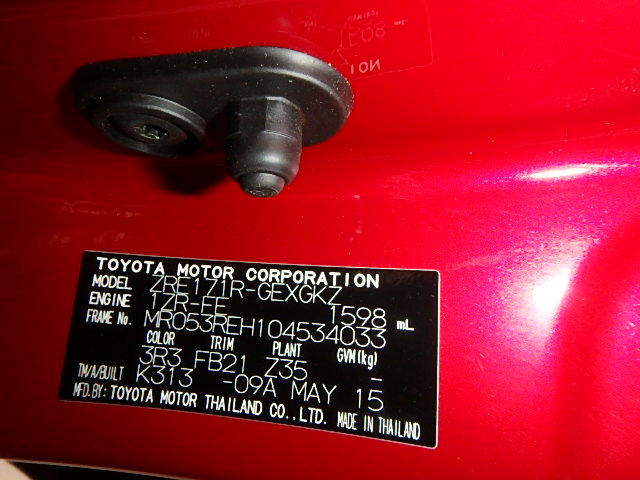 TOYOTA MOTOR CORPORATION
MODEL ZRE171R-GEXGKZ
ENGINE 1ZR-FE 1598 mL
FRAME No. MR053REH104534033
COLOR TRIM PLANT GVM(kg)
3R3 FB21 Z35 -
TM/A/BUILT K313 -09A MAY 15
MFD.BY: TOYOTA MOTOR THAILAND CO.,LTD. MADE IN THAILAND